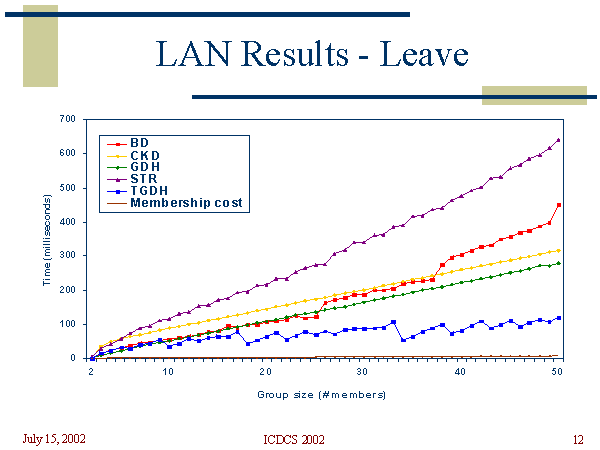 LAN Results - Leave
700
600
500
400
300
200
100
0
Time (milliseconds)
BD
CKD
GDH
STR
TGDH
Membership cost
2 10 20 30 40 50
Group size (# members)
July 15, 2002 ICDCS 2002 12